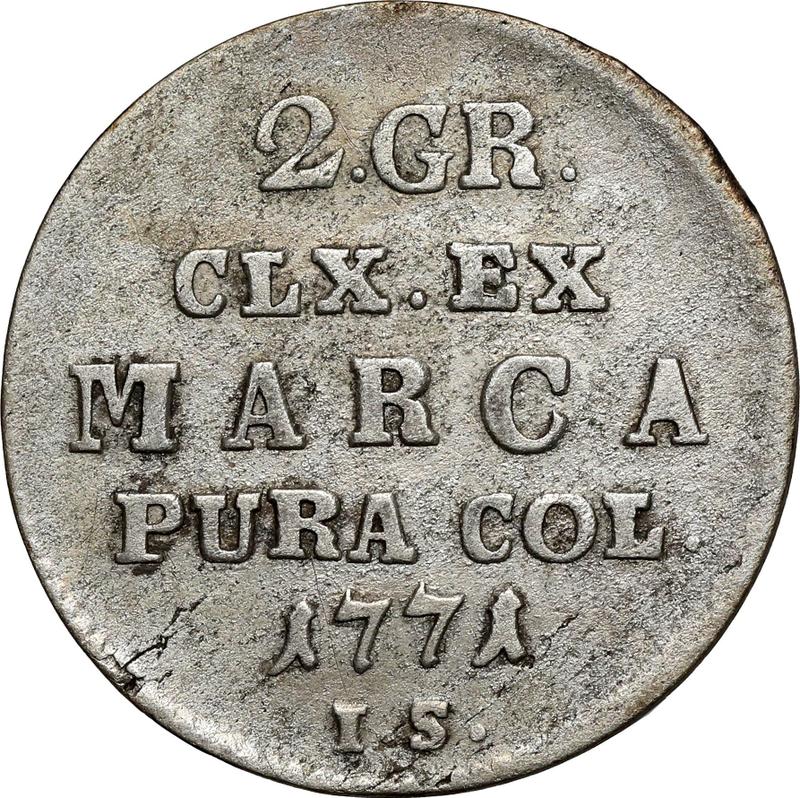 2.GR.
CLX.EX
MARCA
PURA COL.
1771
I.S.